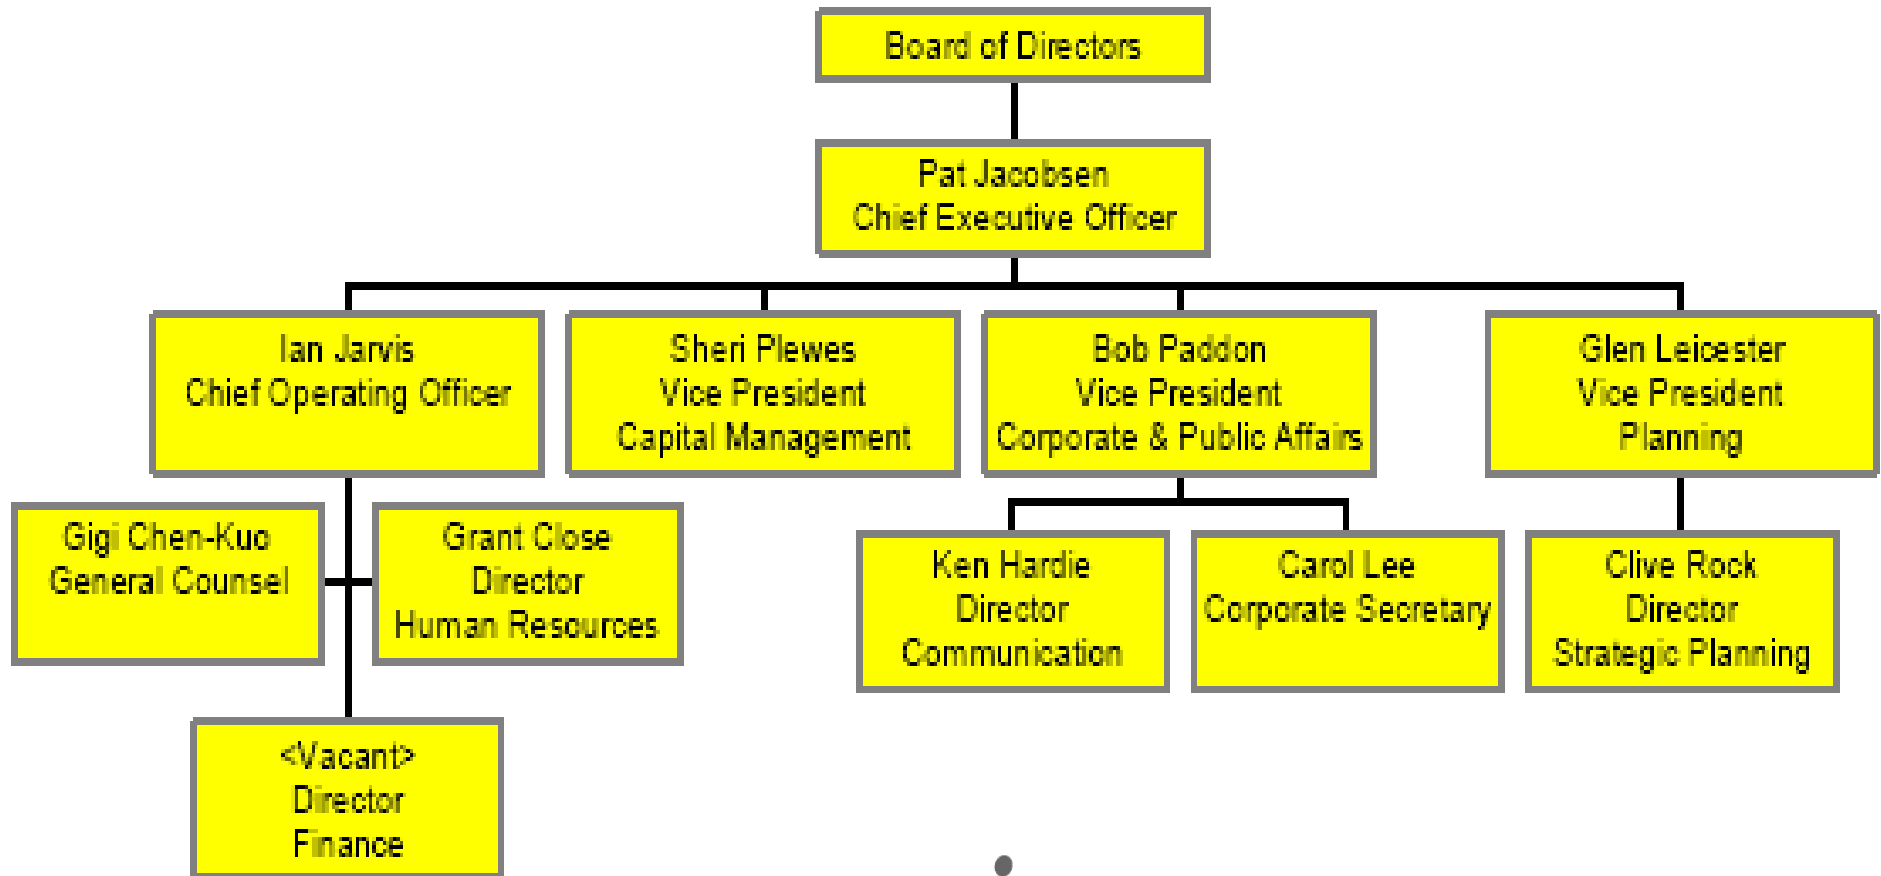 Board of Directors
Pat Jacobsen
Chief Executive Officer
Ian Jarvis
Chief Operating Officer
Sheri Plewes
Vice President
Capital Management
Bob Paddon
Vice President
Corporate & Public Affairs
Glen Leicester
Vice President
Planning
Gigi Chen-Kuo
General Counsel
Grant Close
Director
Human Resources
Ken Hardie
Director
Communication
Carol Lee
Corporate Secretary
Clive Rock
Director
Strategic Planning
<Vacant>
Director
Finance